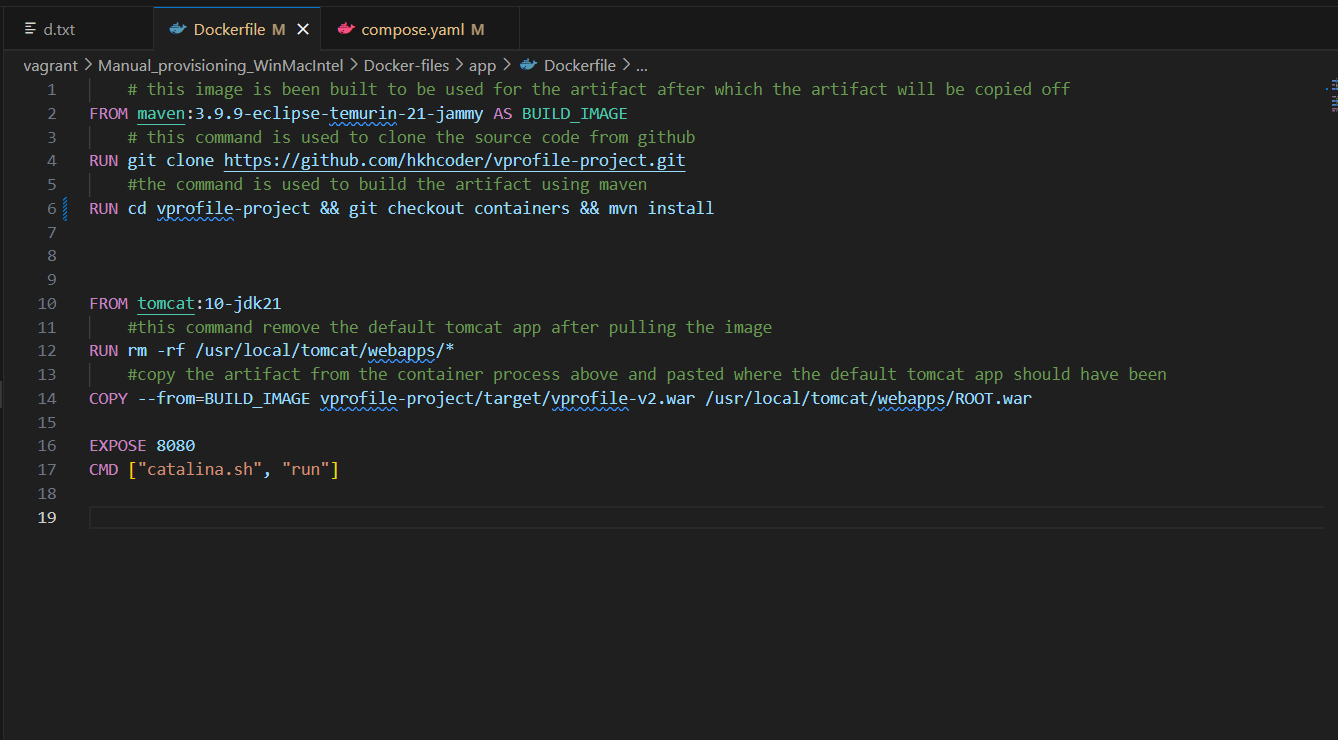 d.txt
Dockerfile M
compose.yaml M
vagrant > Manual_provisioning_WinMacIntel > Docker-files > app > Dockerfile > ...
1 # this image is been built to be used for the artifact after which the artifact will be copied off
2 FROM maven:3.9.9-eclipse-temurin-21-jammy AS BUILD_IMAGE
3 # this command is used to clone the source code from github
4 RUN git clone https://github.com/hkhcoder/vprofile-project.git
5 #the command is used to build the artifact using maven
6 RUN cd vprofile-project && git checkout containers && mvn install
7
8
9
10 FROM tomcat:10-jdk21
11 #this command remove the default tomcat app after pulling the image
12 RUN rm -rf /usr/local/tomcat/webapps/*
13 #copy the artifact from the container process above and pasted where the default tomcat app should have been
14 COPY --from=BUILD_IMAGE vprofile-project/target/vprofile-v2.war /usr/local/tomcat/webapps/ROOT.war
15
16 EXPOSE 8080
17 CMD ["catalina.sh", "run"]
18
19